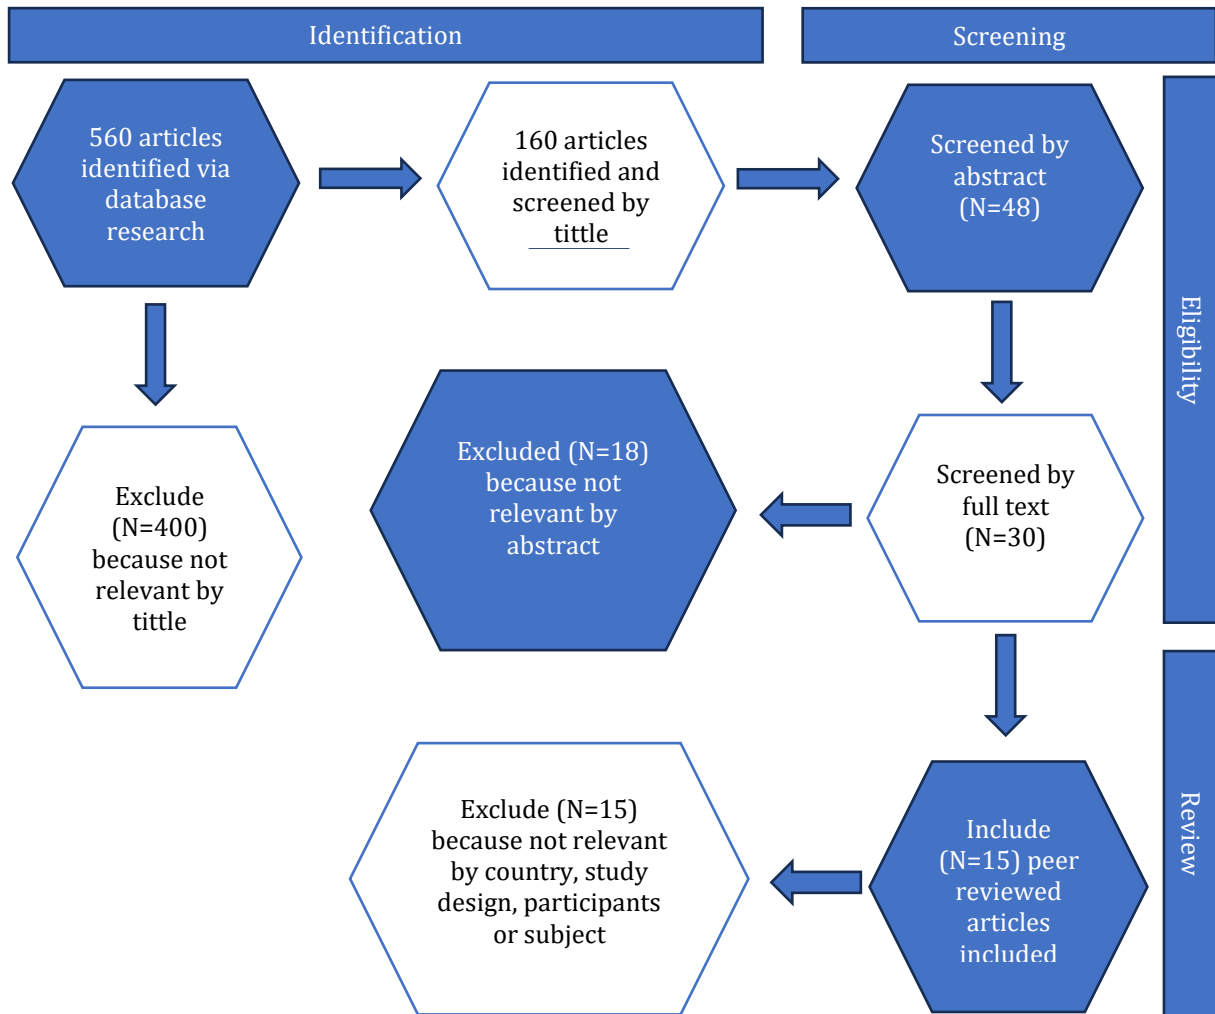 Identification
Screening
560 articles
identified via
database
research
160 articles
identified and
screened by
tittle
Screened by
abstract
(N=48)
Eligibility
Exclude
(N=400)
because not
relevant by
tittle
Excluded (N=18)
because not
relevant by
abstract
Screened by
full text
(N=30)
Exclude (N=15)
because not relevant
by country, study
design, participants
or subject
Include
(N=15) peer
reviewed
articles
included
Review